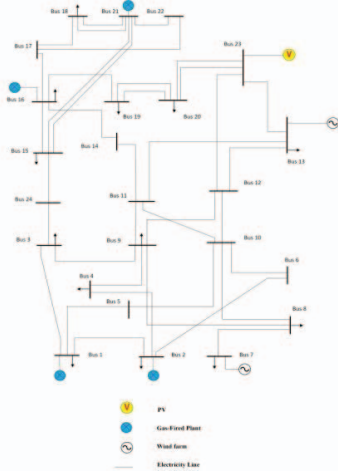 Bus 18
Bus 21
Bus 22
Bus 17
Bus 23
V
Bus 16
Bus 19
Bus 20
Bus 14
Bus 13
Bus 15
Bus 11
Bus 12
Bus 24
Bus 3
Bus 9
Bus 10
Bus 4
Bus 6
Bus 5
Bus 8
Bus 1
Bus 2
Bus 7
V
PV
Gas-Fired Plant
Wind farm
Electricity Line